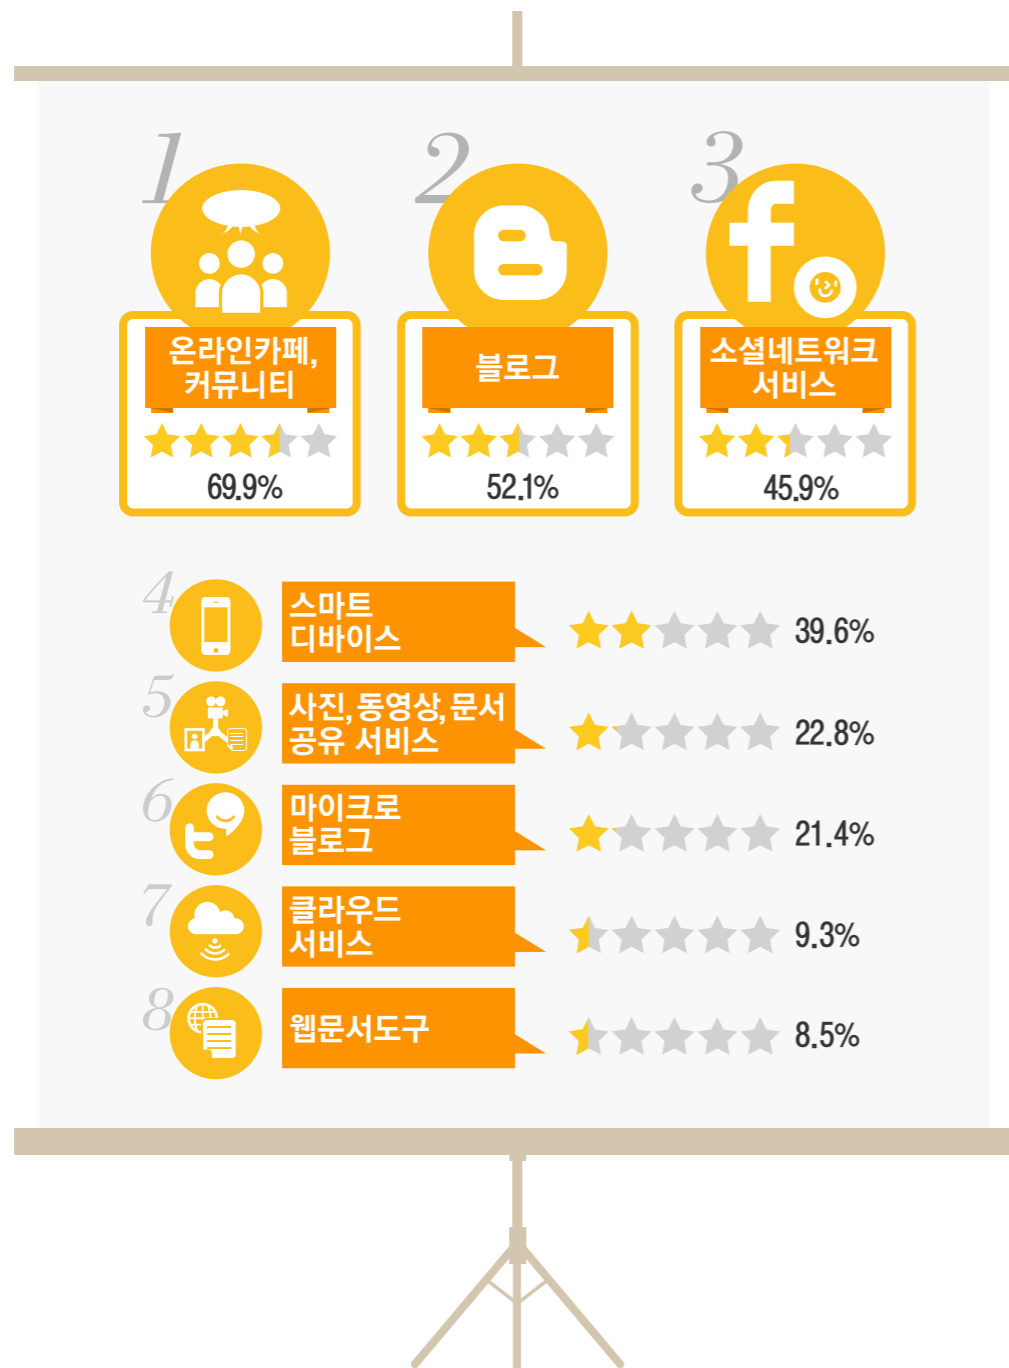 1
온라인카페,
커뮤니티
69.9%
2
블로그
52.1%
3
소셜네트워크
서비스
45.9%
4
스마트
디바이스
39.6%
5
사진, 동영상, 문서
공유 서비스
22.8%
6
마이크로
블로그
21.4%
7
클라우드
서비스
9.3%
8
웹문서도구
8.5%